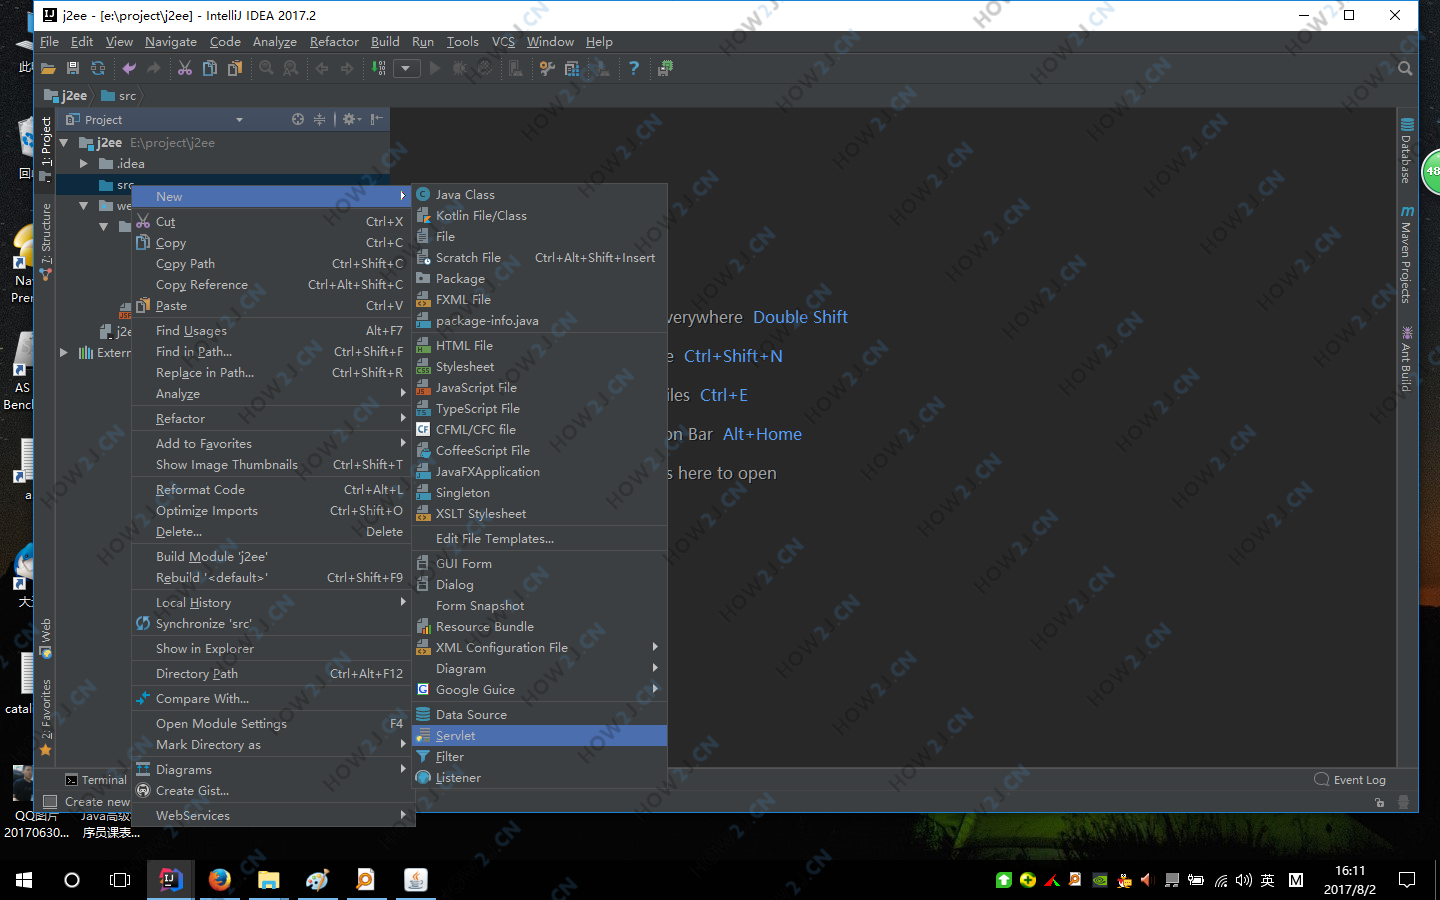 j2ee - [e:\project\j2ee] - IntelliJ IDEA 2017.2
File Edit View Navigate Code Analyze Refactor Build Run Tools VCS Window Help
j2ee src
Project
j2ee E:\project\j2ee
.idea
src
we
j2e
Extern
1: Project
7: Structure
Web
2: Favorites
Database
Maven Projects
Ant Build
New
Cut Ctrl+X
Copy Ctrl+C
Copy Path Ctrl+Shift+C
Copy Reference Ctrl+Alt+Shift+C
Paste Ctrl+V
Find Usages Alt+F7
Find in Path... Ctrl+Shift+F
Replace in Path... Ctrl+Shift+R
Analyze
Refactor
Add to Favorites
Show Image Thumbnails Ctrl+Shift+T
Reformat Code Ctrl+Alt+L
Optimize Imports Ctrl+Shift+O
Delete... Delete
Build Module 'j2ee'
Rebuild '<default>' Ctrl+Shift+F9
Local History
Synchronize 'src'
Show in Explorer
Directory Path Ctrl+Alt+F12
Compare With...
Open Module Settings F4
Mark Directory as
Diagrams
Create Gist...
WebServices
Java Class
Kotlin File/Class
File
Scratch File Ctrl+Alt+Shift+Insert
Package
FXML File
package-info.java
HTML File
Stylesheet
JavaScript File
TypeScript File
CFML/CFC file
CoffeeScript File
JavaFXApplication
Singleton
XSLT Stylesheet
Edit File Templates...
GUI Form
Dialog
Form Snapshot
Resource Bundle
XML Configuration File
Diagram
Google Guice
Data Source
Servlet
Filter
Listener
verywhere Double Shift
e Ctrl+Shift+N
iles Ctrl+E
on Bar Alt+Home
s here to open
Terminal
Event Log
Create new
此
回
Nav
Prem
AS
Bench
a
大
catal
QQ图片
20170630...
Java高级
序员课表...
48
英
M
16:11
2017/8/2
HOW2J.CN